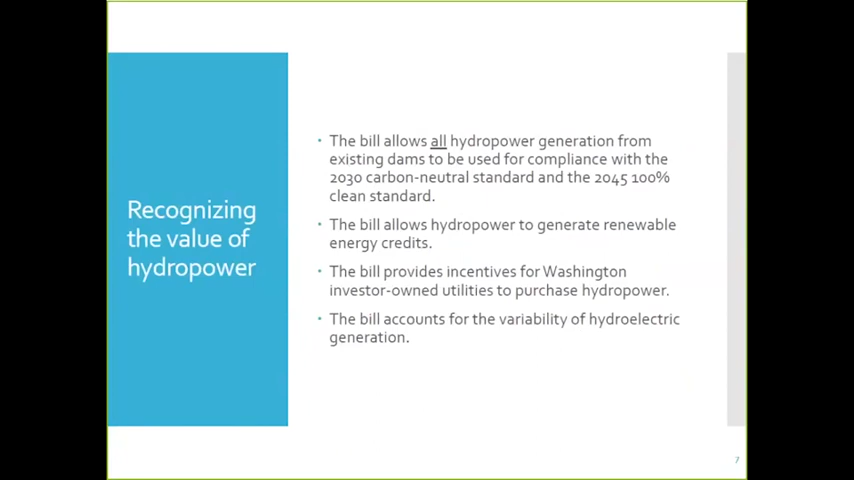 Recognizing
the value of
hydropower
• The bill allows all hydropower generation from
existing dams to be used for compliance with the
2030 carbon-neutral standard and the 2045 100%
clean standard.
• The bill allows hydropower to generate renewable
energy credits.
• The bill provides incentives for Washington
investor-owned utilities to purchase hydropower.
• The bill accounts for the variability of hydroelectric
generation.
7